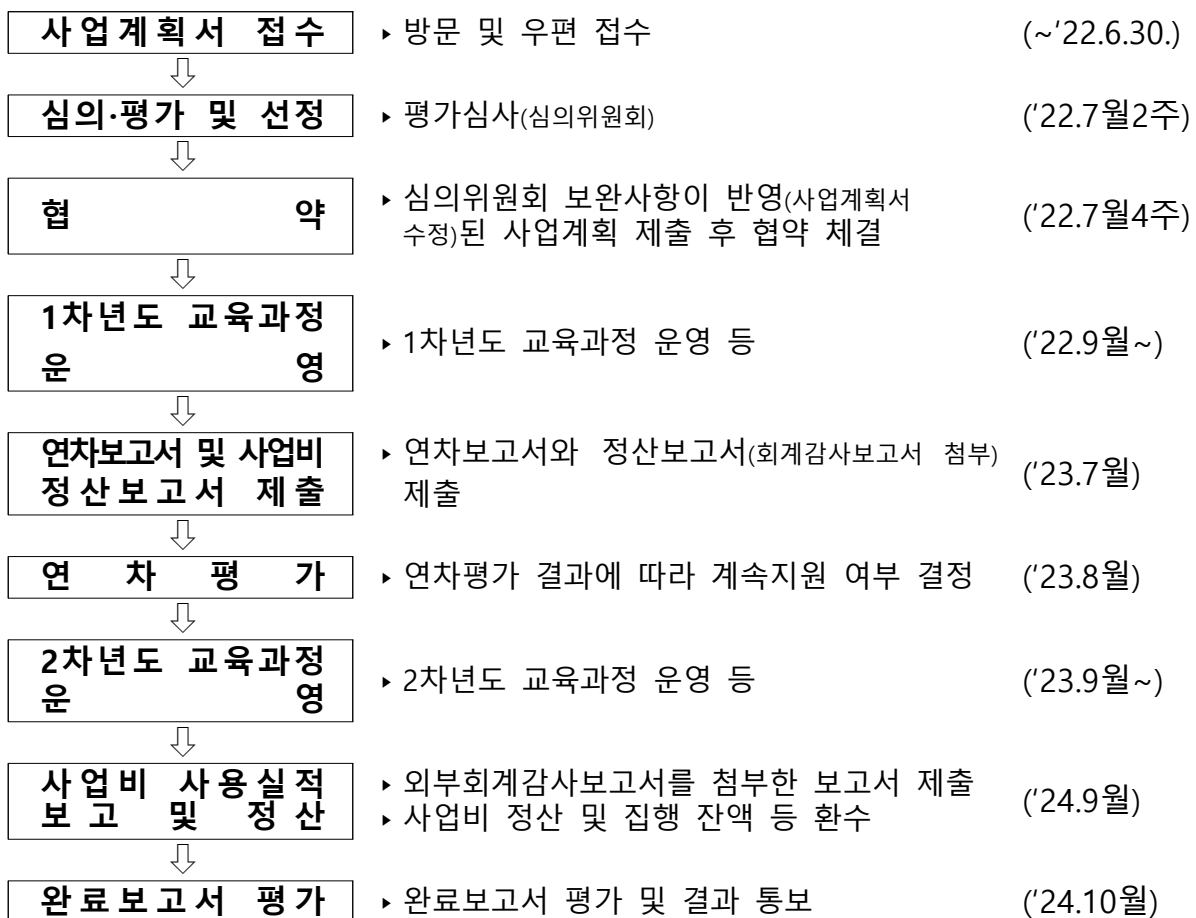 사업계획서 접수 ▸ 방문 및 우편 접수 (~’22.6.30.)
⇩
심의·평가 및 선정 ▸ 평가심사(심의위원회) (’22.7월2주)
⇩
협 약 ▸ 심의위원회 보완사항이 반영(사업계획서
수정)된 사업계획 제출 후 협약 체결 (’22.7월4주)
⇩
1차년도 교육과정
운 영 ▸ 1차년도 교육과정 운영 등 (’22.9월~)
⇩
연차보고서 및 사업비
정산보고서 제출 ▸ 연차보고서와 정산보고서(회계감사보고서 첨부)
제출 (’23.7월)
⇩
연 차 평 가 ▸ 연차평가 결과에 따라 계속지원 여부 결정 (’23.8월)
⇩
2차년도 교육과정
운 영 ▸ 2차년도 교육과정 운영 등 (’23.9월~)
⇩
사업비 사용실적
보고 및 정산 ▸ 외부회계감사보고서를 첨부한 보고서 제출
▸ 사업비 정산 및 집행 잔액 등 환수 (’24.9월)
⇩
완료보고서 평가 ▸ 완료보고서 평가 및 결과 통보 (’24.10월)